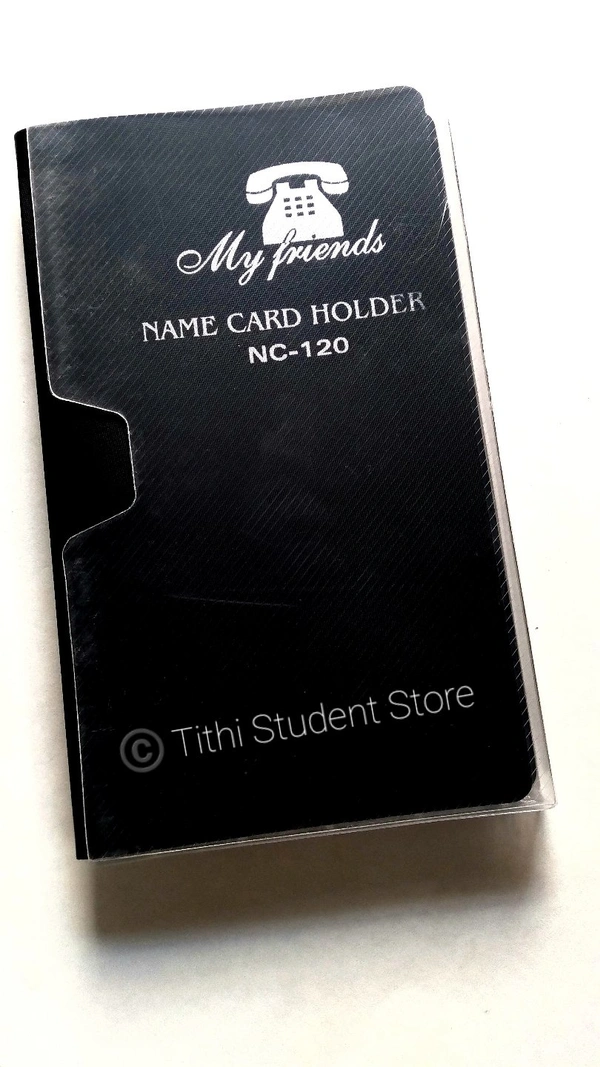 My friends
NAME CARD HOLDER
NC-120
© Tithi Student Store